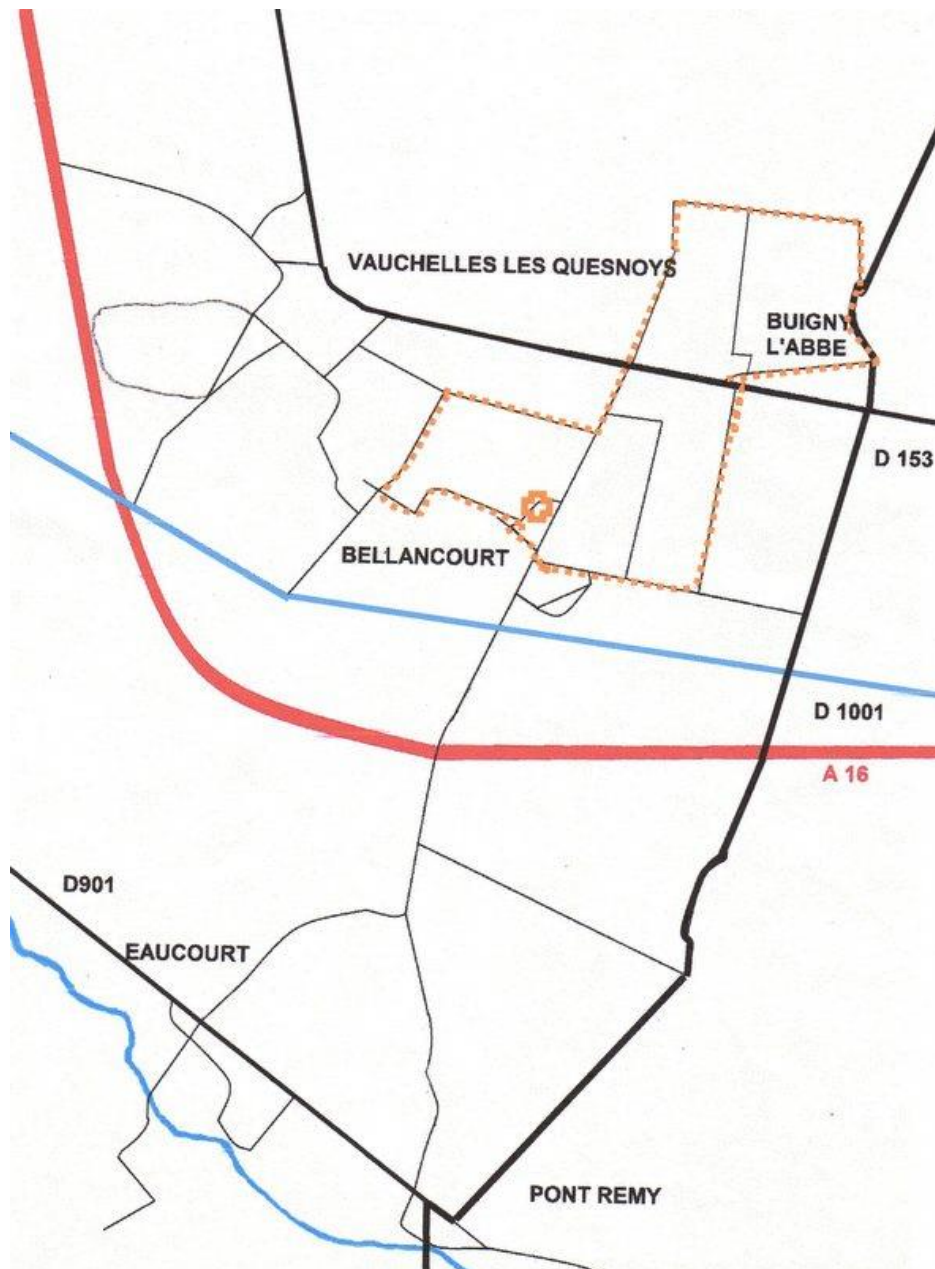 VAUCHELLES LES QUESNOYS
BUIGNY
L'ABBE
D 153
BELLANCOURT
D 1001
A 16
D901
EAUCOURT
PONT REMY